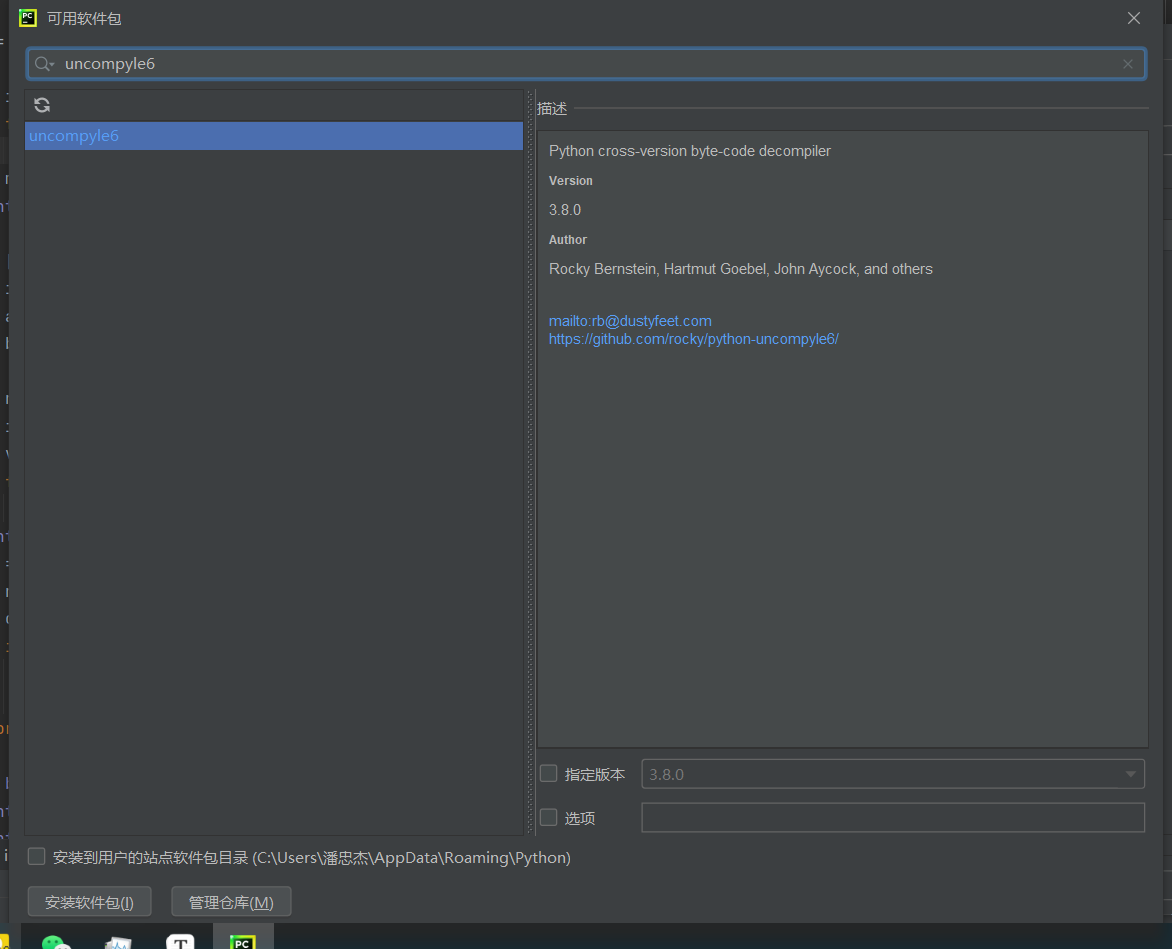 可用软件包
uncompyle6
uncompyle6
描述
Python cross-version byte-code decompiler
Version
3.8.0
Author
Rocky Bernstein, Hartmut Goebel, John Aycock, and others
mailto:rb@dustyfeet.com
https://github.com/rocky/python-uncompyle6/
指定版本 3.8.0
选项
安装到用户的站点软件包目录 (C:\Users\潘忠杰\AppData\Roaming\Python)
安装软件包(I) 管理仓库(M)